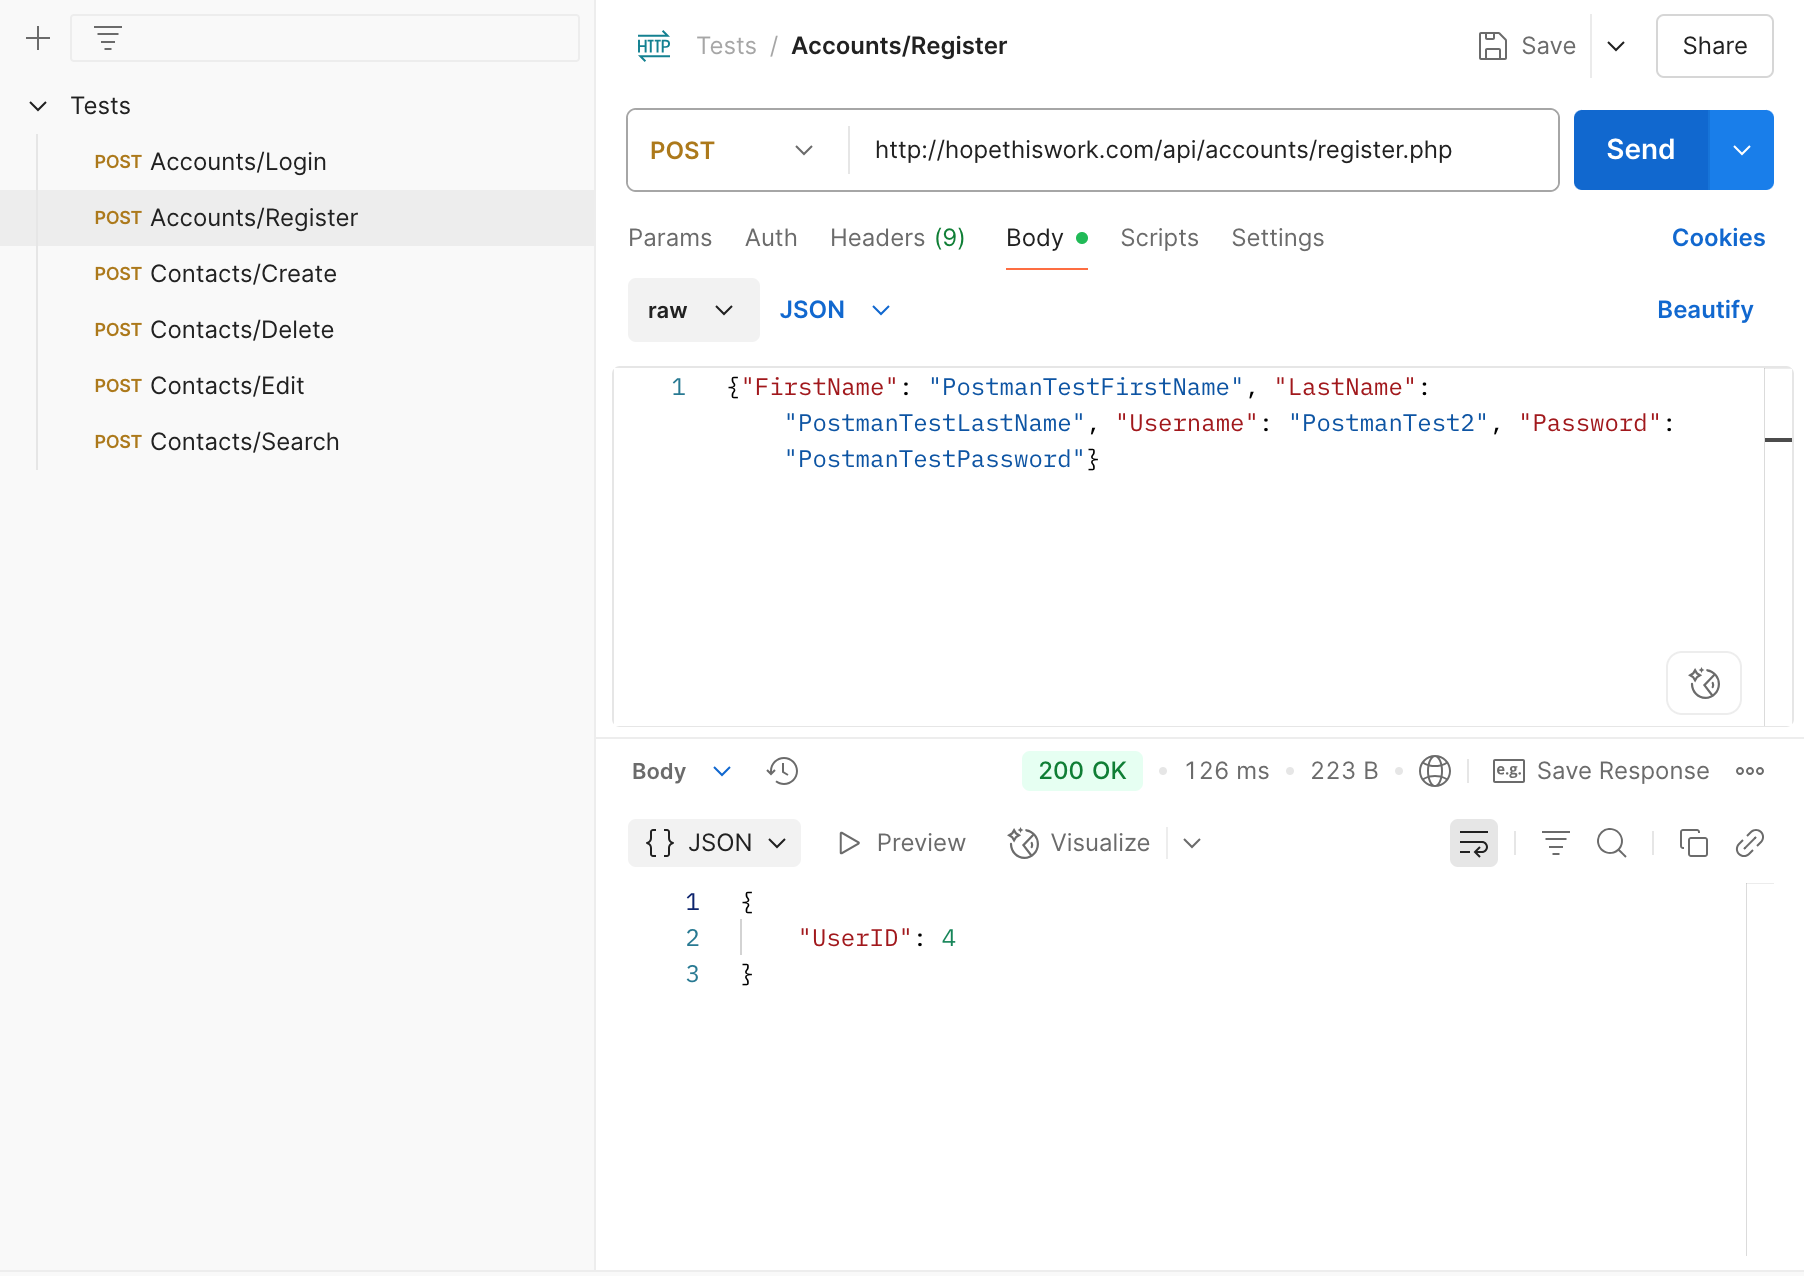 HTTP Tests / Accounts/Register Save Share
Tests
POST Accounts/Login
POST Accounts/Register
POST Contacts/Create
POST Contacts/Delete
POST Contacts/Edit
POST Contacts/Search
POST http://hopethiswork.com/api/accounts/register.php Send
Params Auth Headers (9) Body Scripts Settings Cookies
raw JSON Beautify
1 {"FirstName": "PostmanTestFirstName", "LastName":
"PostmanTestLastName", "Username": "PostmanTest2", "Password":
"PostmanTestPassword"}
Body 200 OK 126 ms 223 B e.g. Save Response
{} JSON Preview Visualize
1 {
2 "UserID": 4
3 }